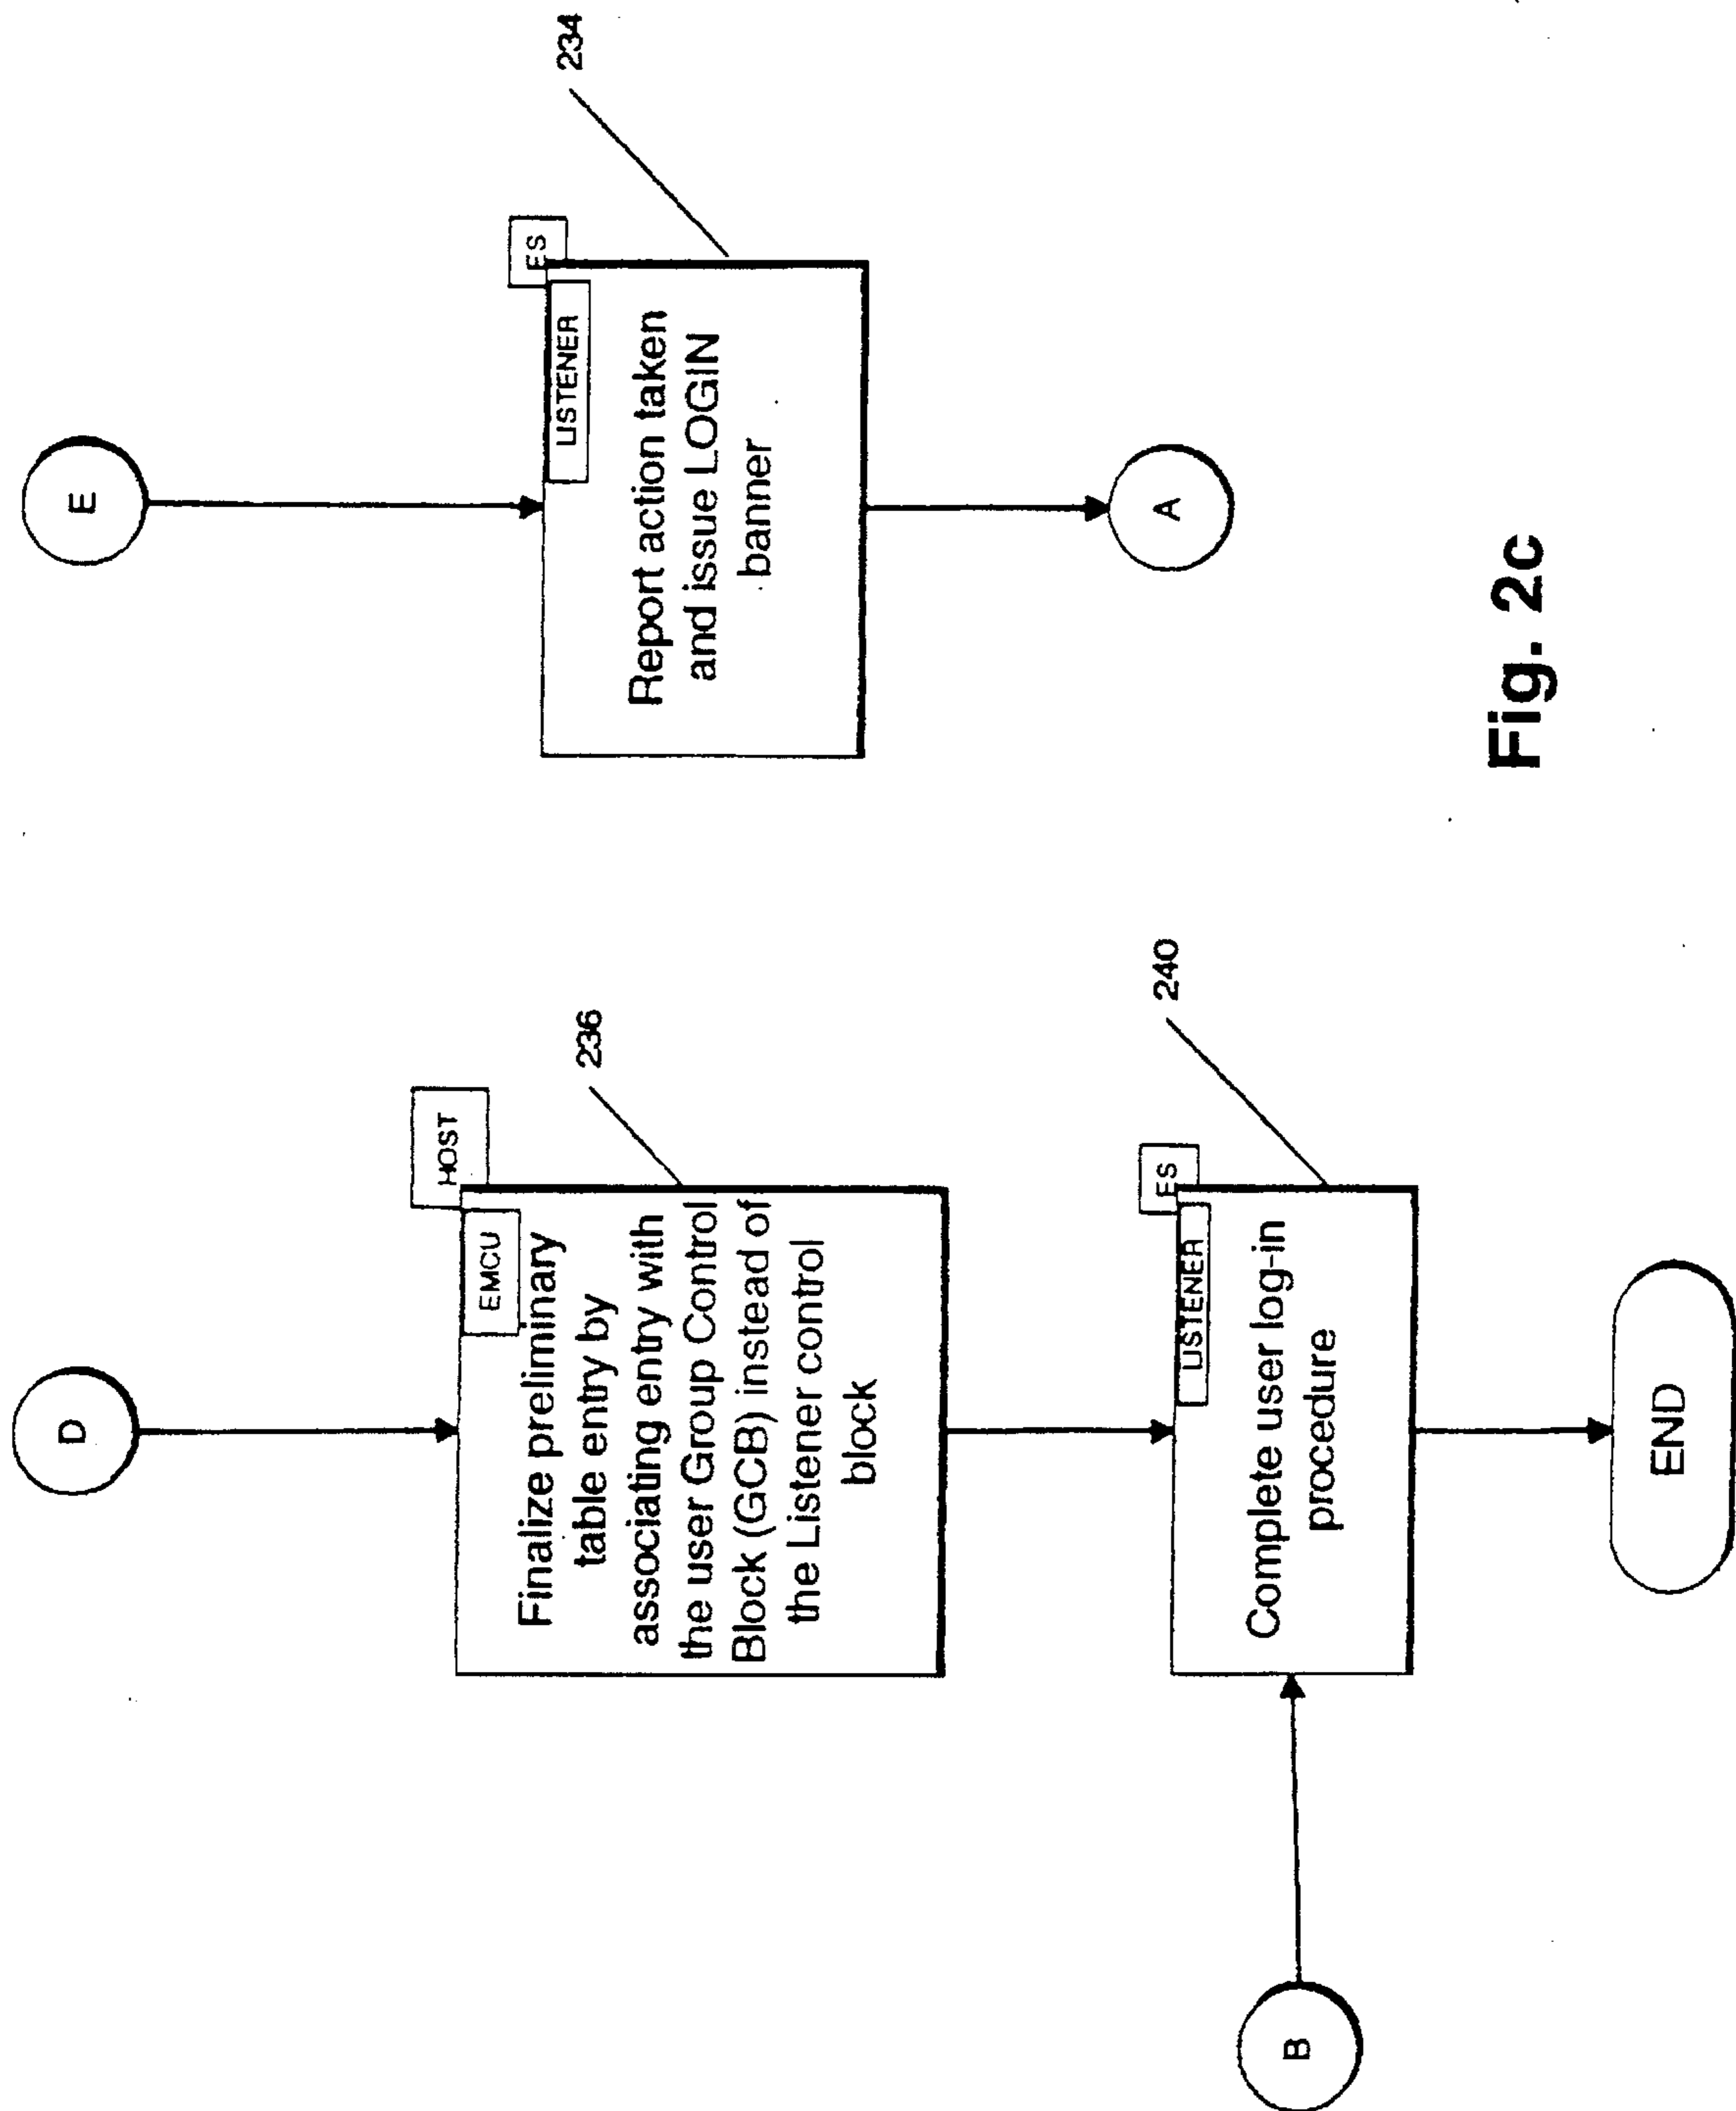 D
HOST
EMCU
Finalize preliminary
table entry by
associating entry with
the user Group Control
Block (GCB) instead of
the Listener control
block
236
B
ES
LISTENER
Complete user log-in
procedure
240
END
E
ES
LISTENER
Report action taken
and issue LOGIN
banner
234
A
Fig. 2c